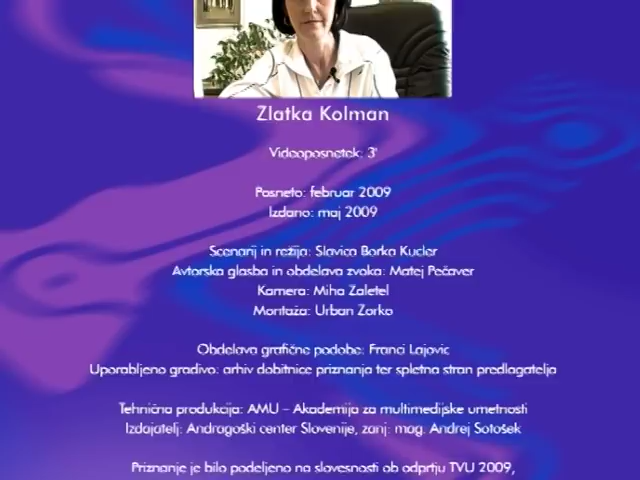 Zlatka Kolman
Videoposnetek: 3'
Posneto: februar 2009
Izdano: maj 2009
Scenarij in režija: Slavica Borka Kucler
Avtorska glasba in obdelava zvoka: Matej Pečaver
Kamera: Miha Zaletel
Montaža: Urban Zorko
Obdelava grafične podobe: Franci Lajovic
Uporabljeno gradivo: arhiv dobitnice priznanja ter spletna stran predlagatelja
Tehnična produkcija: AMU – Akademija za multimedijske umetnosti
Izdajatelj: Andragoški center Slovenije, zanj: mag. Andrej Sotošek
Priznanje je bilo podeljeno na slovesnosti ob odprtju TVU 2009,